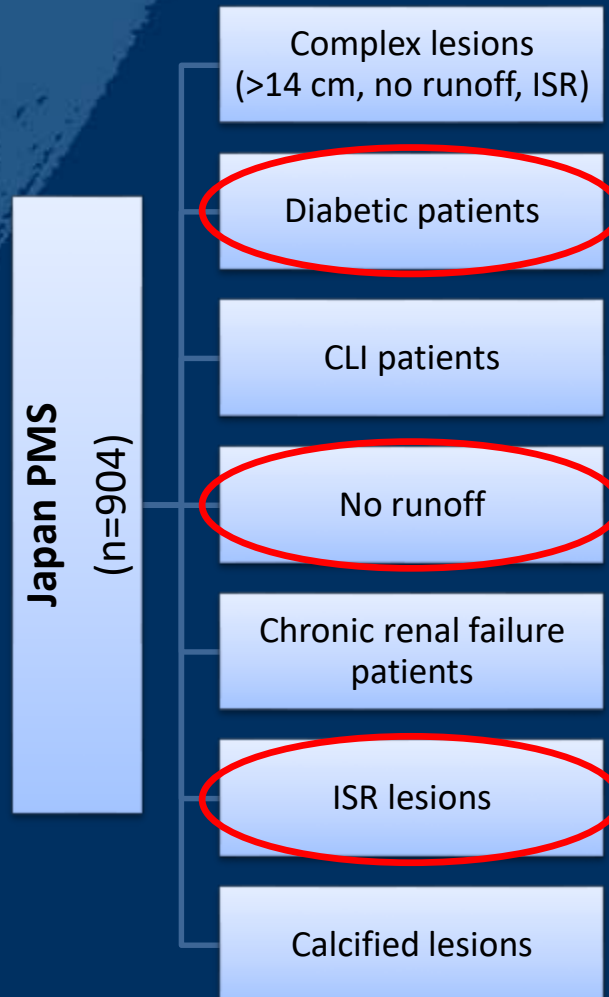 Complex lesions
(>14 cm, no runoff, ISR)
Diabetic patients
CLI patients
Japan PMS
(n=904)
No runoff
Chronic renal failure
patients
ISR lesions
Calcified lesions